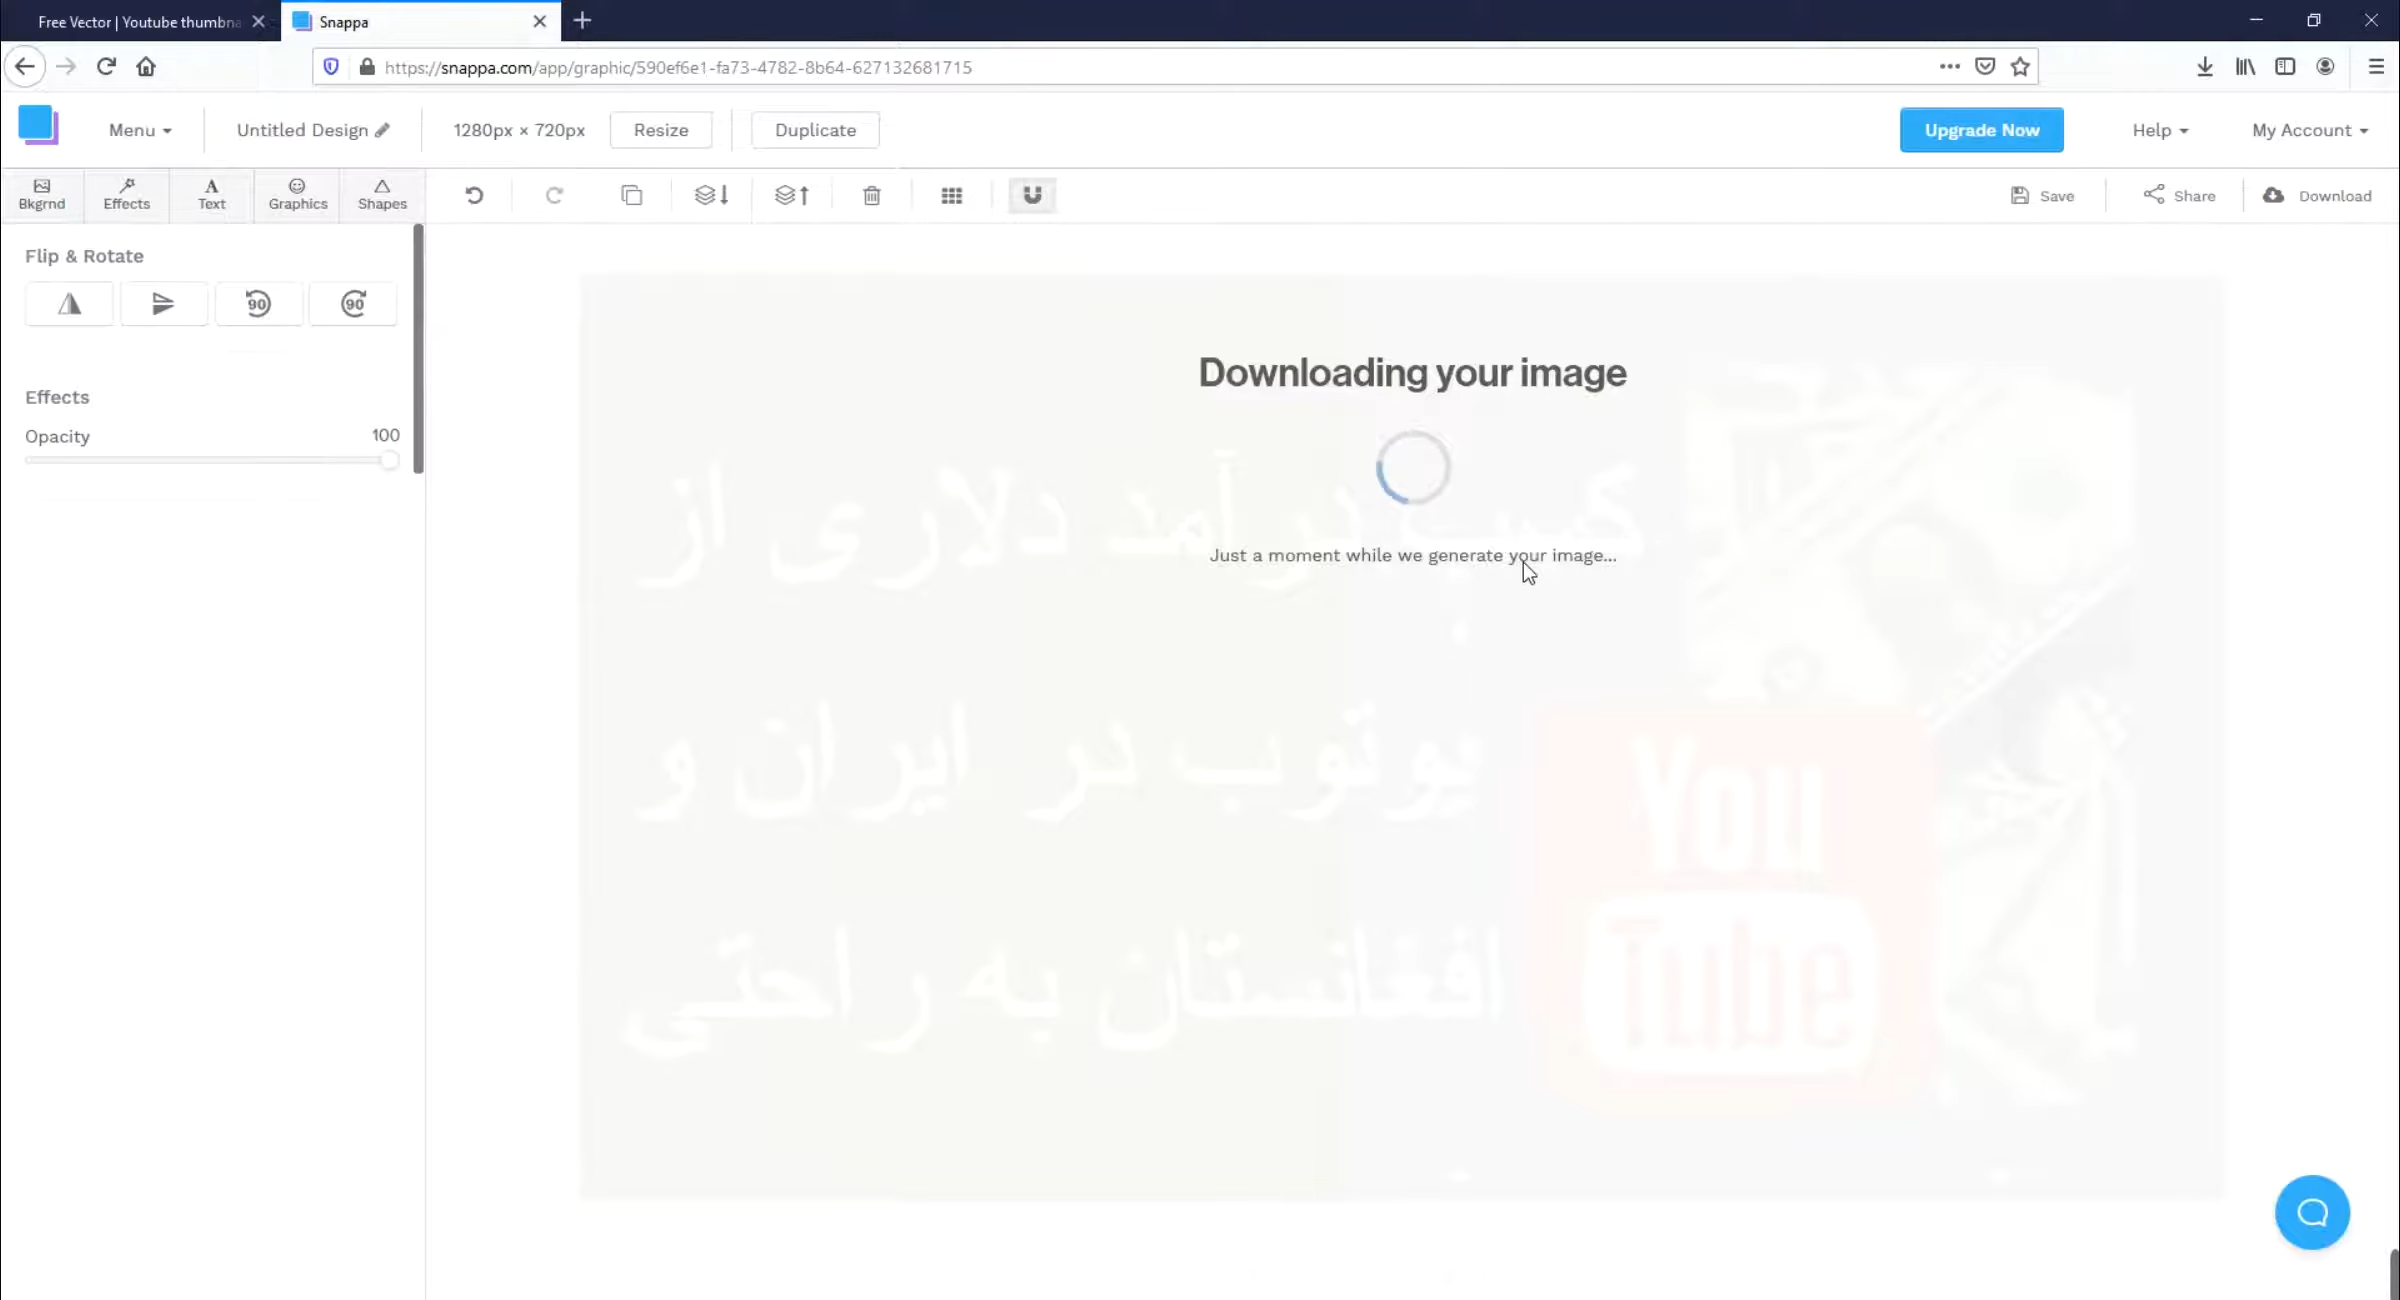 Free Vector | Youtube thumbna
Snappa
https://snappa.com/app/graphic/590ef6e1-fa73-4782-8b64-627132681715
Menu
Untitled Design
1280px × 720px
Resize
Duplicate
Upgrade Now
Help
My Account
Bkgrnd
Effects
Text
Graphics
Shapes
Save
Share
Download
Flip & Rotate
90
90
Effects
Opacity
100
Downloading your image
Just a moment while we generate your image...
کسب درآمد دلاری از
یوتوب در ایران و
افغانستان به راحتی
You
Tube